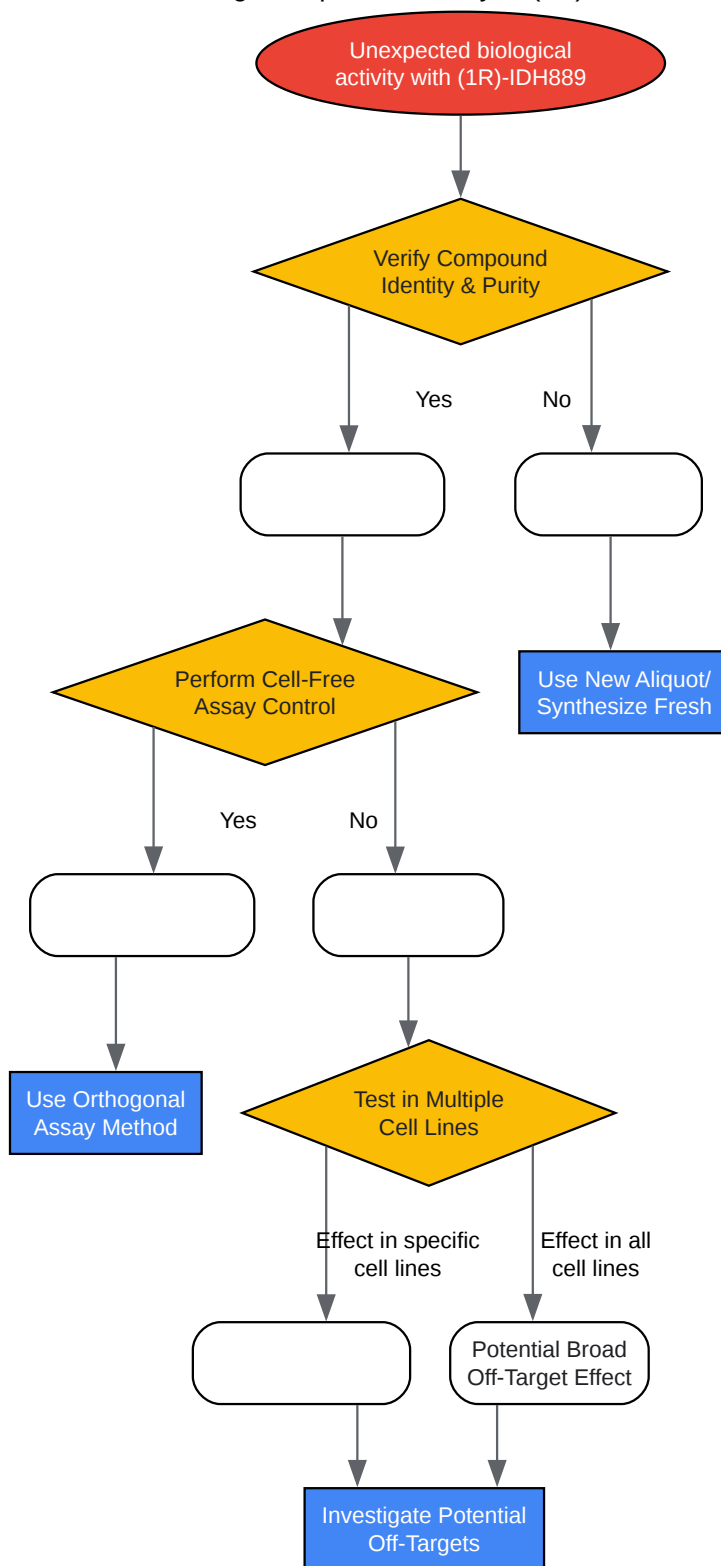 Unexpected biological
activity with (1R)-IDH889
Verify Compound
Identity & Purity
Yes
No
Perform Cell-Free
Assay Control
Use New Aliquot/
Synthesize Fresh
Yes
No
Use Orthogonal
Assay Method
Test in Multiple
Cell Lines
Effect in specific
cell lines
Effect in all
cell lines
Potential Broad
Off-Target Effect
Investigate Potential
Off-Targets